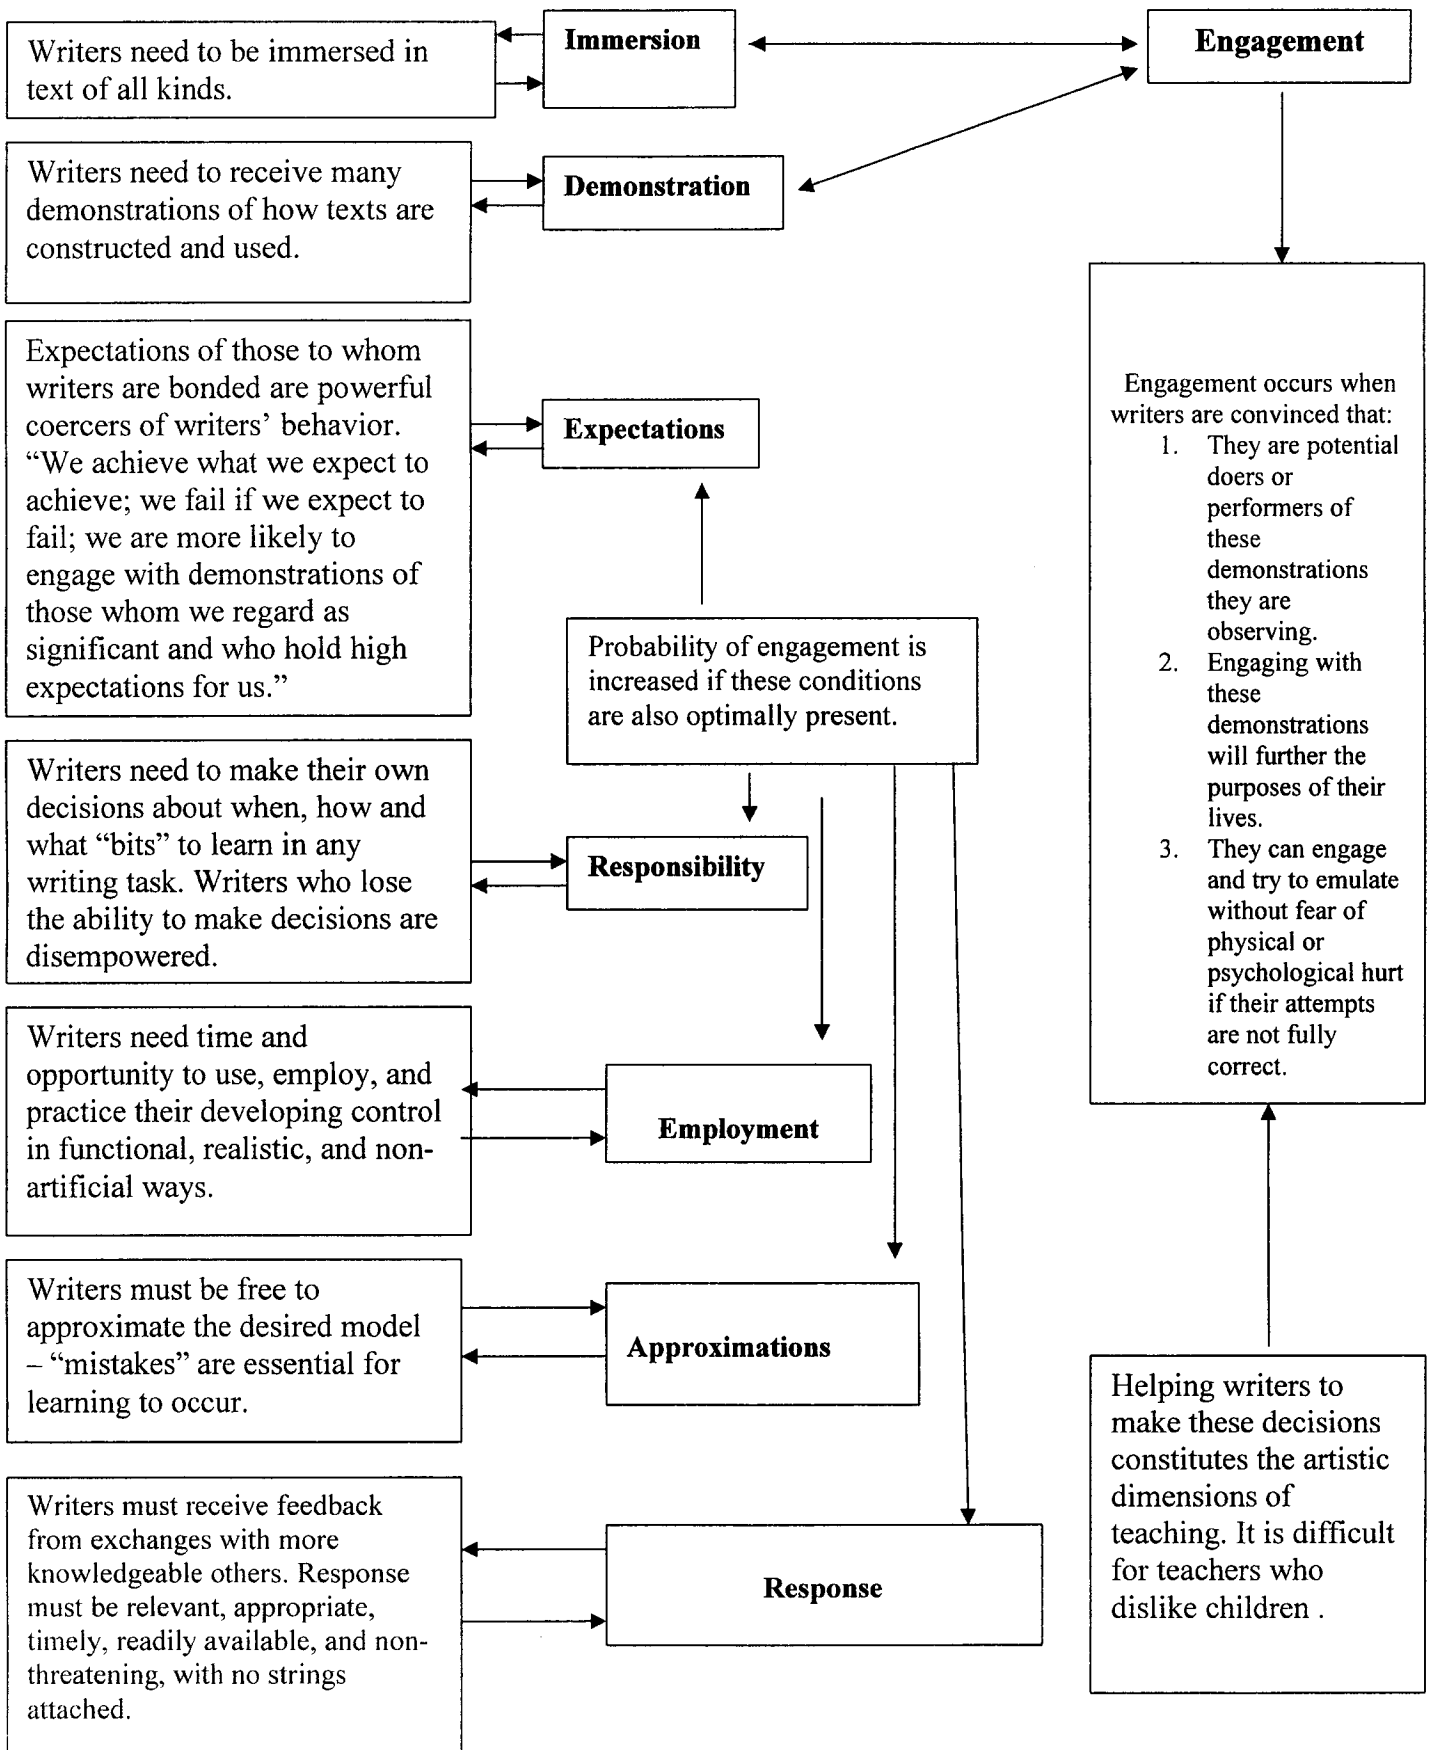 Writers need to be immersed in
text of all kinds.
Immersion
Engagement
Writers need to receive many
demonstrations of how texts are
constructed and used.
Demonstration
Expectations of those to whom
writers are bonded are powerful
coercers of writers’ behavior.
“We achieve what we expect to
achieve; we fail if we expect to
fail; we are more likely to
engage with demonstrations of
those whom we regard as
significant and who hold high
expectations for us.”
Expectations
Probability of engagement is
increased if these conditions
are also optimally present.
Writers need to make their own
decisions about when, how and
what “bits” to learn in any
writing task. Writers who lose
the ability to make decisions are
disempowered.
Responsibility
Writers need time and
opportunity to use, employ, and
practice their developing control
in functional, realistic, and non-
artificial ways.
Employment
Writers must be free to
approximate the desired model
– “mistakes” are essential for
learning to occur.
Approximations
Writers must receive feedback
from exchanges with more
knowledgeable others. Response
must be relevant, appropriate,
timely, readily available, and non-
threatening, with no strings
attached.
Response
Engagement occurs when
writers are convinced that:
1. They are potential
doers or
performers of
these
demonstrations
they are
observing.
2. Engaging with
these
demonstrations
will further the
purposes of their
lives.
3. They can engage
and try to emulate
without fear of
physical or
psychological hurt
if their attempts
are not fully
correct.
Helping writers to
make these decisions
constitutes the artistic
dimensions of
teaching. It is difficult
for teachers who
dislike children .